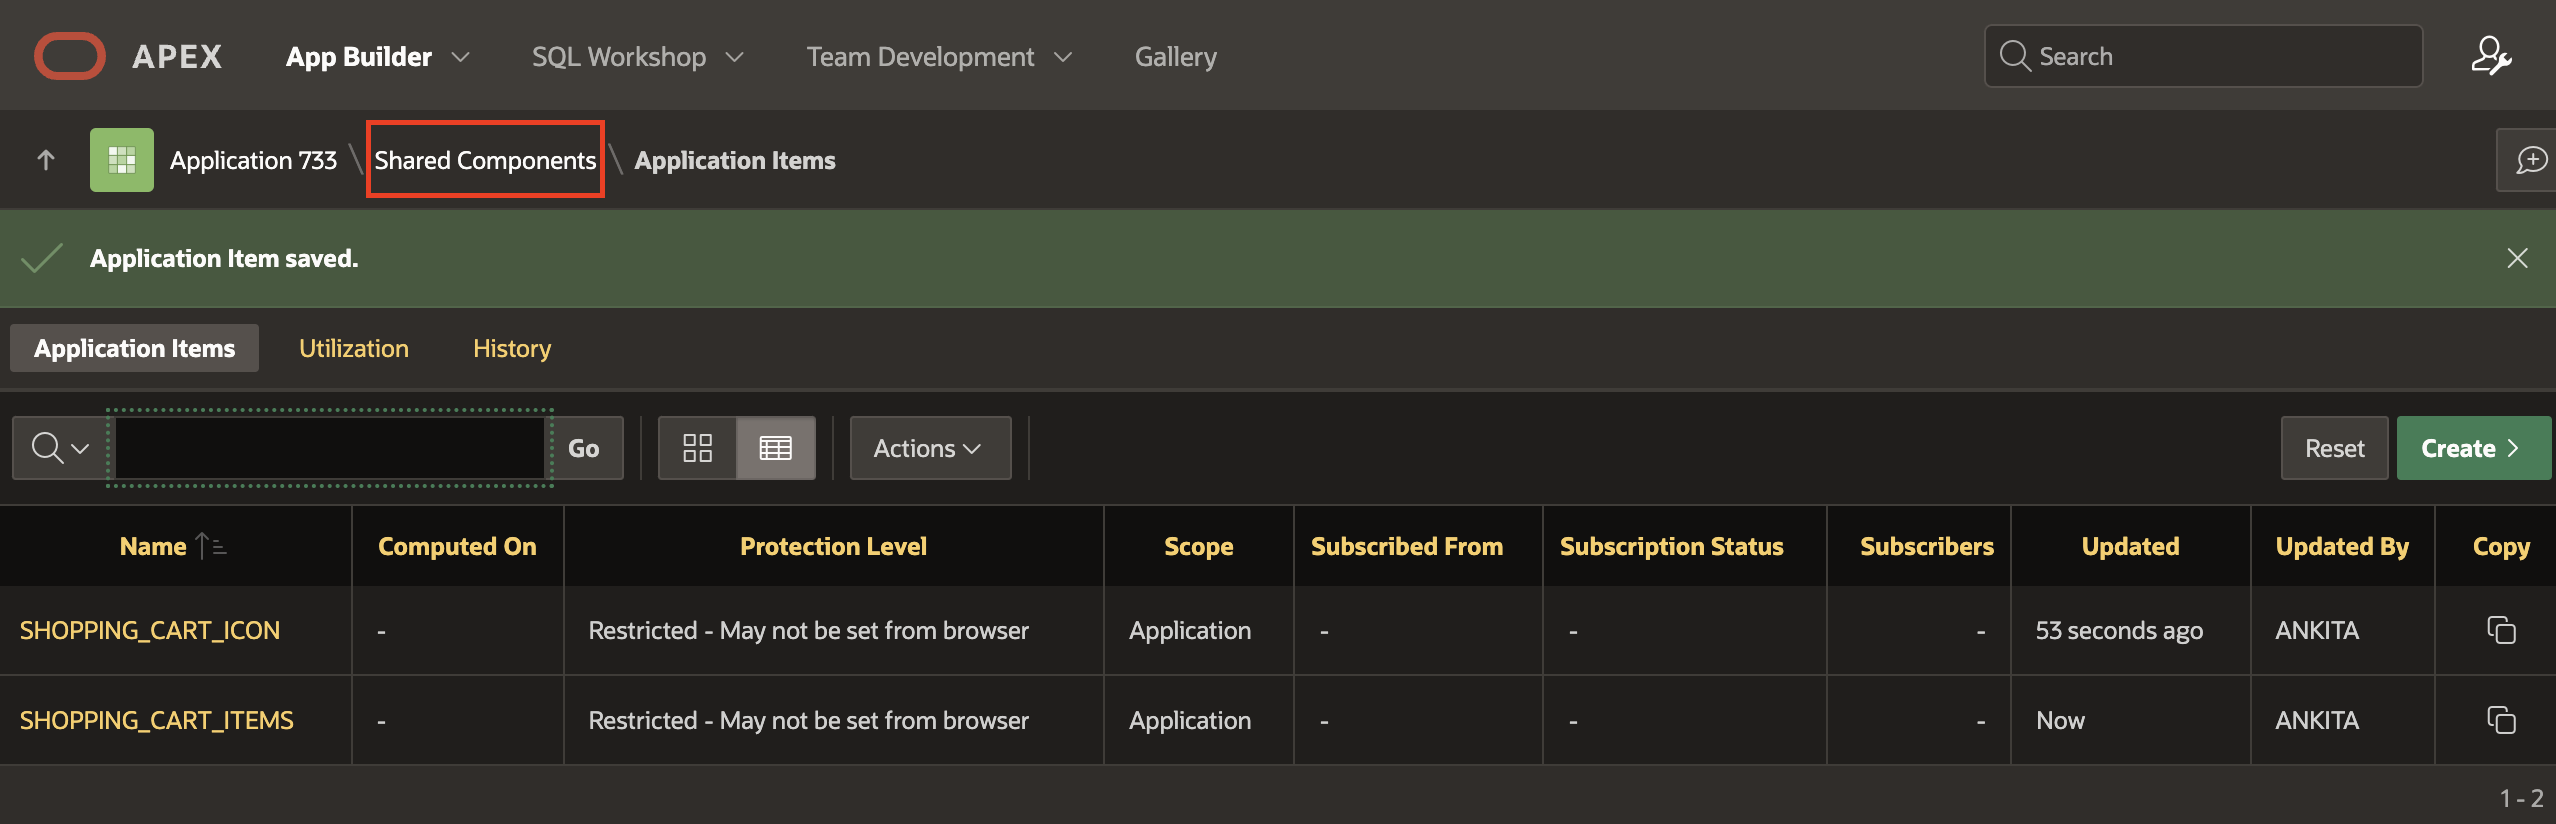 APEX App Builder SQL Workshop Team Development Gallery Search
Application 733 \ Shared Components \ Application Items
Application Item saved.
Application Items Utilization History
Go Actions Reset Create
Name Computed On Protection Level Scope Subscribed From Subscription Status Subscribers Updated Updated By Copy
SHOPPING_CART_ICON - Restricted - May not be set from browser Application - - - 53 seconds ago ANKITA
SHOPPING_CART_ITEMS - Restricted - May not be set from browser Application - - - Now ANKITA
1 - 2